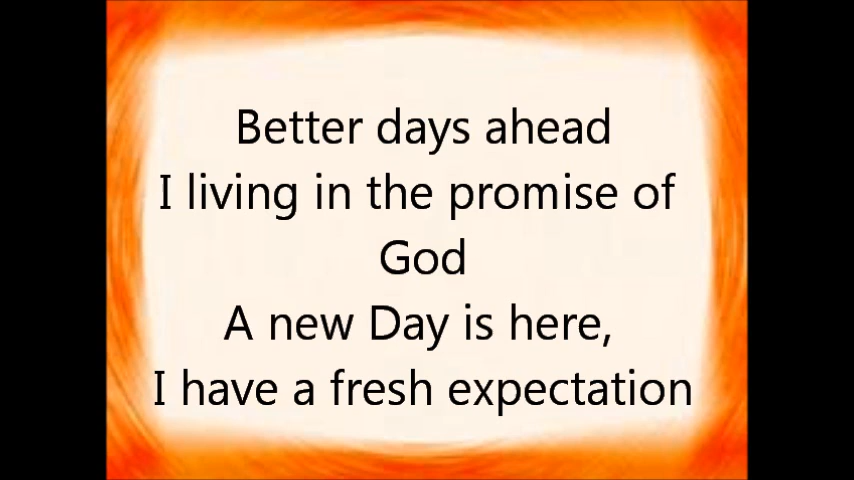 Better days ahead
I living in the promise of
God
A new Day is here,
I have a fresh expectation